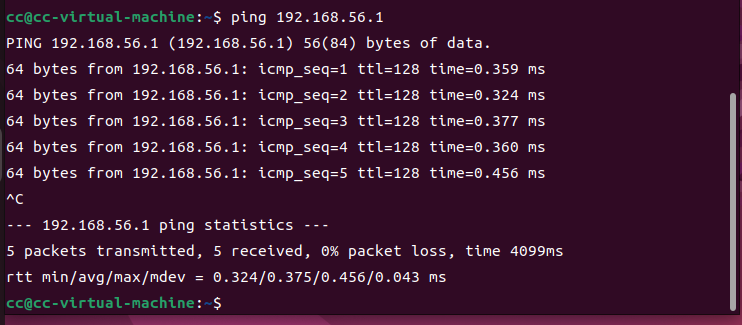 cc@cc-virtual-machine:~$ ping 192.168.56.1
PING 192.168.56.1 (192.168.56.1) 56(84) bytes of data.
64 bytes from 192.168.56.1: icmp_seq=1 ttl=128 time=0.359 ms
64 bytes from 192.168.56.1: icmp_seq=2 ttl=128 time=0.324 ms
64 bytes from 192.168.56.1: icmp_seq=3 ttl=128 time=0.377 ms
64 bytes from 192.168.56.1: icmp_seq=4 ttl=128 time=0.360 ms
64 bytes from 192.168.56.1: icmp_seq=5 ttl=128 time=0.456 ms
^C
--- 192.168.56.1 ping statistics ---
5 packets transmitted, 5 received, 0% packet loss, time 4099ms
rtt min/avg/max/mdev = 0.324/0.375/0.456/0.043 ms
cc@cc-virtual-machine:~$